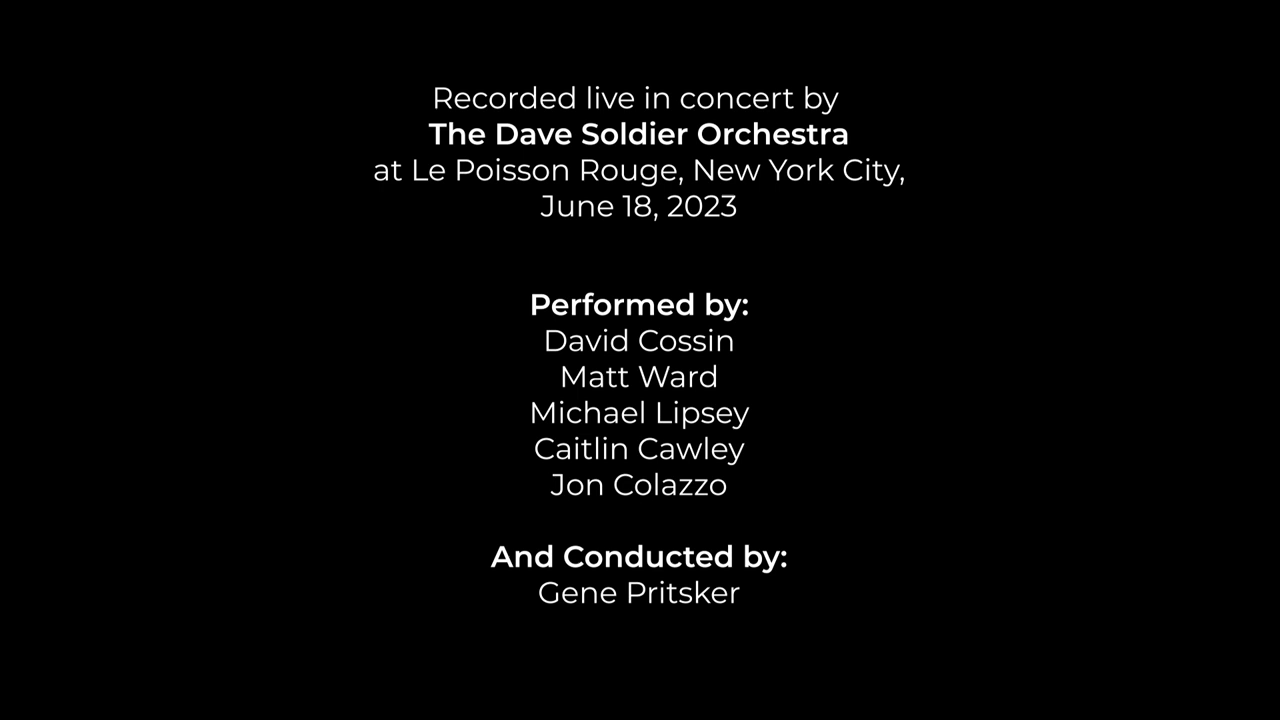 Recorded live in concert by
The Dave Soldier Orchestra
at Le Poisson Rouge, New York City,
June 18, 2023
Performed by:
David Cossin
Matt Ward
Michael Lipsey
Caitlin Cawley
Jon Colazzo
And Conducted by:
Gene Pritsker